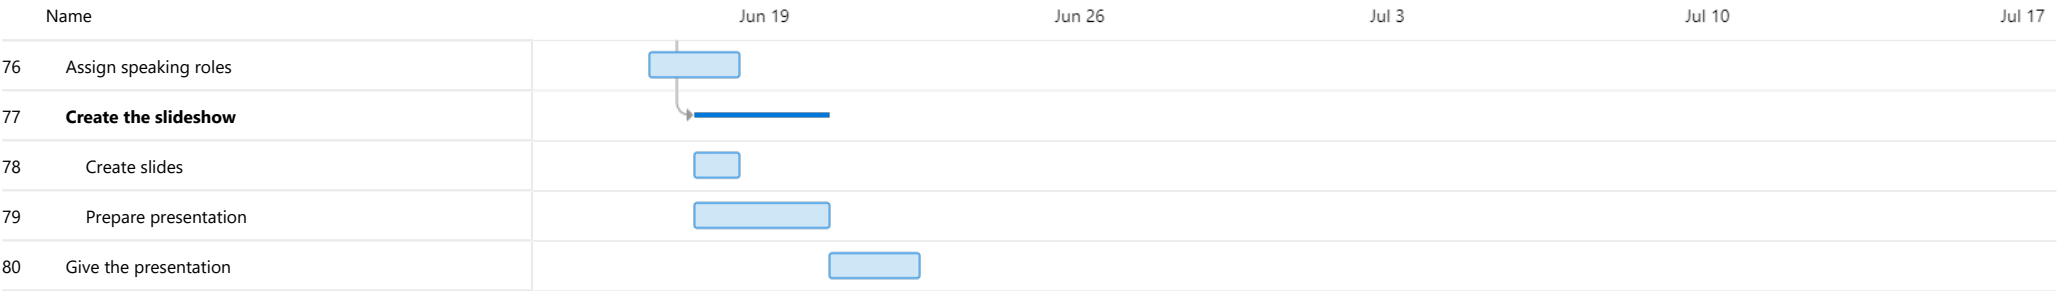 Name Jun 19 Jun 26 Jul 3 Jul 10 Jul 17
76 Assign speaking roles
77 Create the slideshow
78 Create slides
79 Prepare presentation
80 Give the presentation